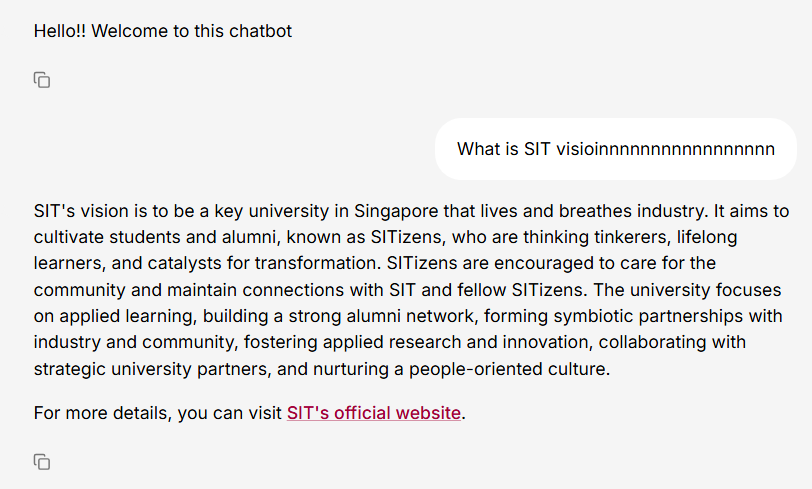 Hello!! Welcome to this chatbot
What is SIT visioinnnnnnnnnnnnnnnnnn
SIT's vision is to be a key university in Singapore that lives and breathes industry. It aims to
cultivate students and alumni, known as SITizens, who are thinking tinkerers, lifelong
learners, and catalysts for transformation. SITizens are encouraged to care for the
community and maintain connections with SIT and fellow SITizens. The university focuses
on applied learning, building a strong alumni network, forming symbiotic partnerships with
industry and community, fostering applied research and innovation, collaborating with
strategic university partners, and nurturing a people-oriented culture.
For more details, you can visit SIT's official website.